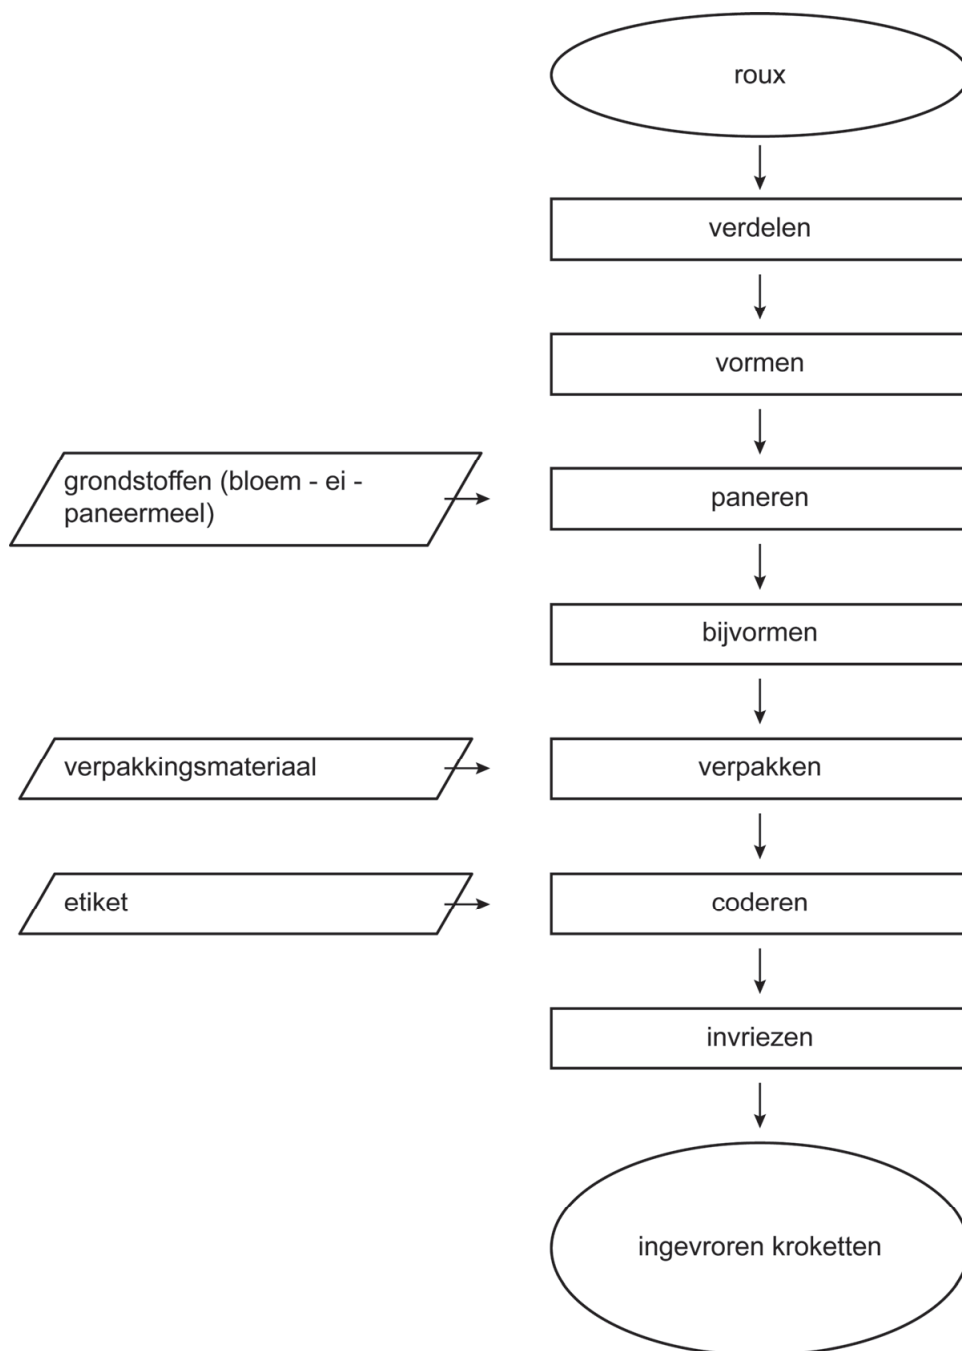 roux
verdelen
vormen
grondstoffen (bloem - ei -
paneermeel)
paneren
bijvormen
verpakkingsmateriaal
verpakken
etiket
coderen
invriezen
ingevroren kroketten